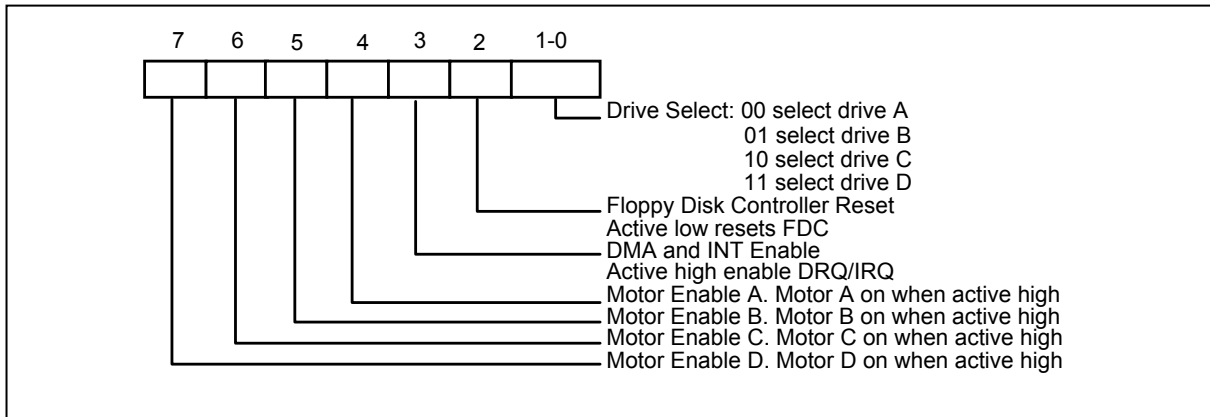 7 6 5 4 3 2 1-0
Drive Select: 00 select drive A
01 select drive B
10 select drive C
11 select drive D
Floppy Disk Controller Reset
Active low resets FDC
DMA and INT Enable
Active high enable DRQ/IRQ
Motor Enable A. Motor A on when active high
Motor Enable B. Motor B on when active high
Motor Enable C. Motor C on when active high
Motor Enable D. Motor D on when active high